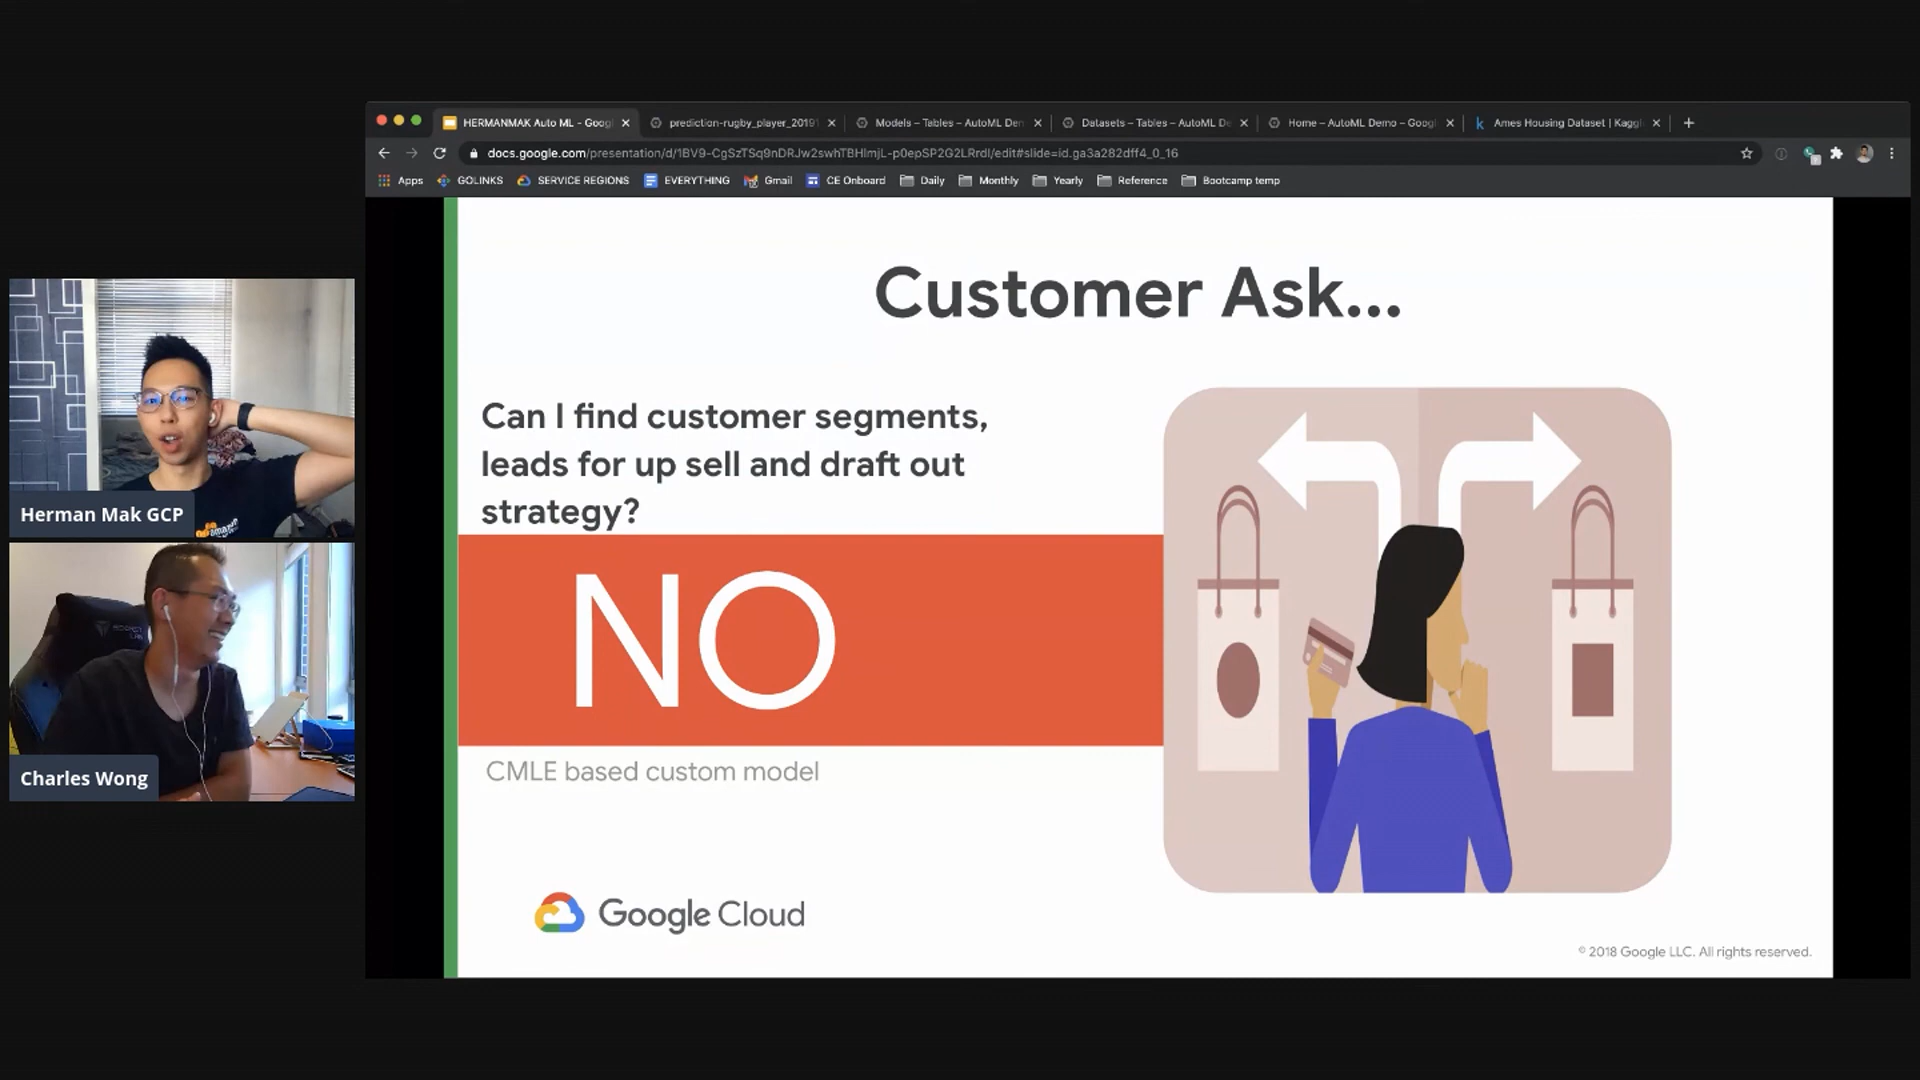 HERMANMAK Auto ML - Googl
prediction-rugby_player_2019
Models – Tables – AutoML Den
Datasets – Tables – AutoML De
Home – AutoML Demo – Googl
Ames Housing Dataset | Kaggl
docs.google.com/presentation/d/1BV9-CgSzTSq9nDRJw2swhTBHlmjL-p0epSP2G2LRrdI/edit#slide=id.ga3a282dff4_0_16
Apps GOLINKS SERVICE REGIONS EVERYTHING Gmail CE Onboard Daily Monthly Yearly Reference Bootcamp temp
Customer Ask...
Can I find customer segments,
leads for up sell and draft out
strategy?
NO
CMLE based custom model
Google Cloud
© 2018 Google LLC. All rights reserved.
Herman Mak GCP
Charles Wong